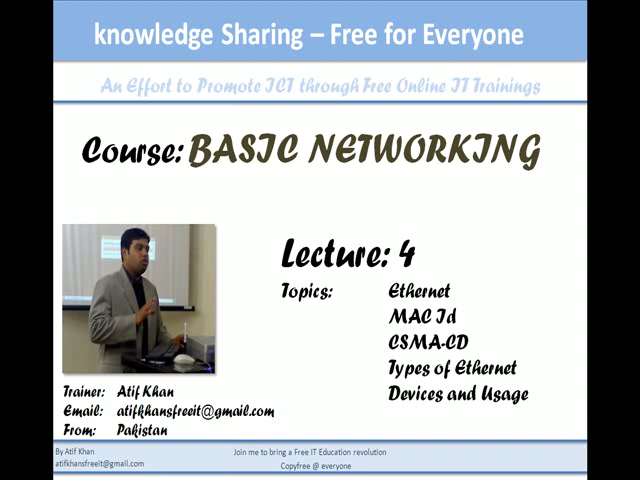 knowledge Sharing – Free for Everyone
An Effort to Promote ICT through Free Online IT Trainings
Course: BASIC NETWORKING
Lecture: 4
Topics: Ethernet
MAC Id
CSMA-CD
Types of Ethernet
Devices and Usage
Trainer: Atif Khan
Email: atifkhansfreeit@gmail.com
From: Pakistan
By Atif Khan
atifkhansfreeit@gmail.com
Join me to bring a Free IT Education revolution
Copyfree @ everyone